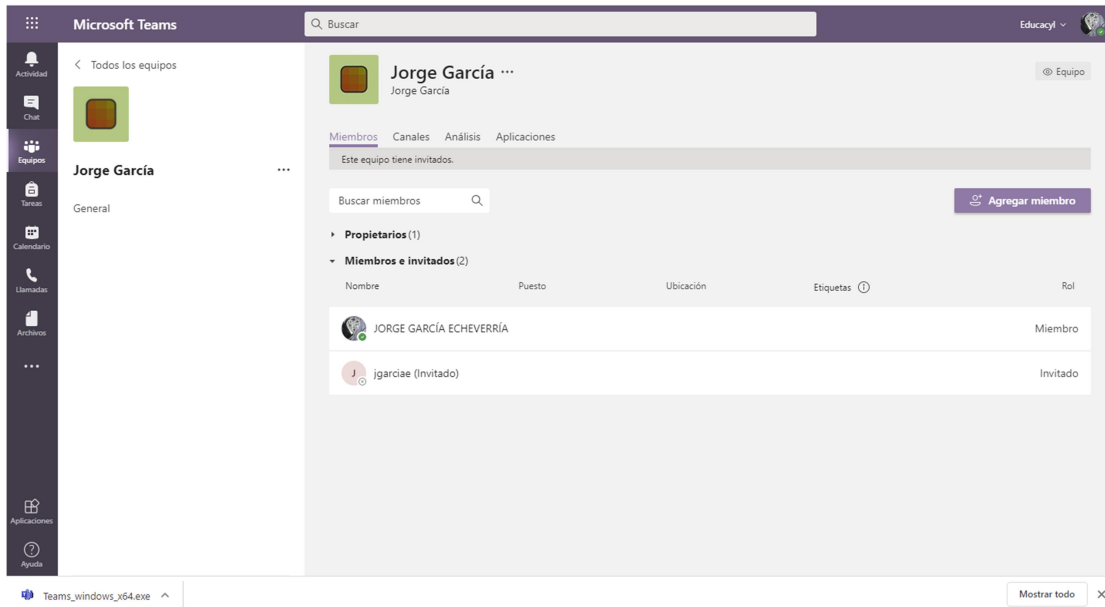 Microsoft Teams
Buscar
Educacyl
Actividad
Chat
Equipos
Tareas
Calendario
Llamadas
Archivos
Aplicaciones
Ayuda
Todos los equipos
Jorge García
General
Jorge García
Jorge García
Equipo
Miembros Canales Análisis Aplicaciones
Este equipo tiene invitados.
Buscar miembros
Agregar miembro
Propietarios (1)
Miembros e invitados (2)
Nombre Puesto Ubicación Etiquetas Rol
JORGE GARCÍA ECHEVERRÍA Miembro
J jgarciae (Invitado) Invitado
Teams_windows_x64.exe
Mostrar todo